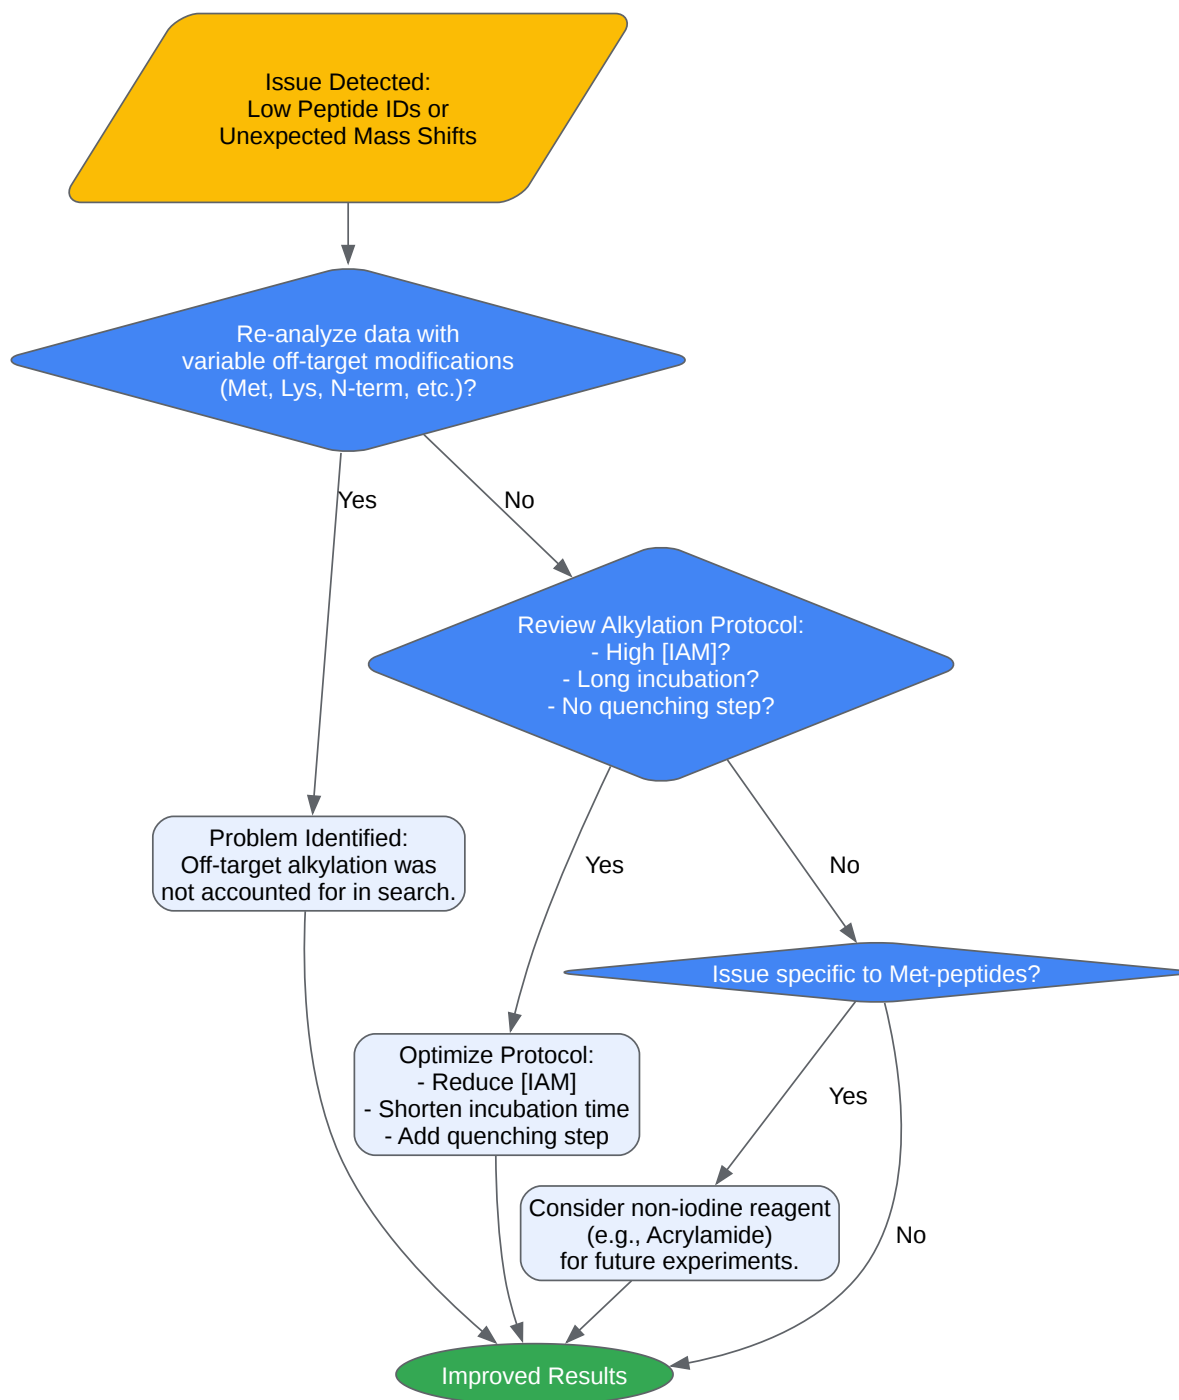 Issue Detected:
Low Peptide IDs or
Unexpected Mass Shifts
Re-analyze data with
variable off-target modifications
(Met, Lys, N-term, etc.)?
Yes
No
Review Alkylation Protocol:
- High [IAM]?
- Long incubation?
- No quenching step?
Problem Identified:
Off-target alkylation was
not accounted for in search.
Yes
No
Issue specific to Met-peptides?
Optimize Protocol:
- Reduce [IAM]
- Shorten incubation time
- Add quenching step
Yes
No
Consider non-iodine reagent
(e.g., Acrylamide)
for future experiments.
Improved Results